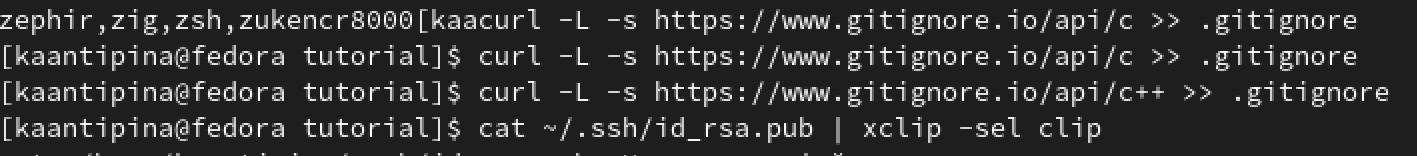 zephir,zig,zsh,zukencr8000[kaacurl -L -s https://www.gitignore.io/api/c >> .gitignore
[kaantipina@fedora tutorial]$ curl -L -s https://www.gitignore.io/api/c >> .gitignore
[kaantipina@fedora tutorial]$ curl -L -s https://www.gitignore.io/api/c++ >> .gitignore
[kaantipina@fedora tutorial]$ cat ~/.ssh/id_rsa.pub | xclip -sel clip